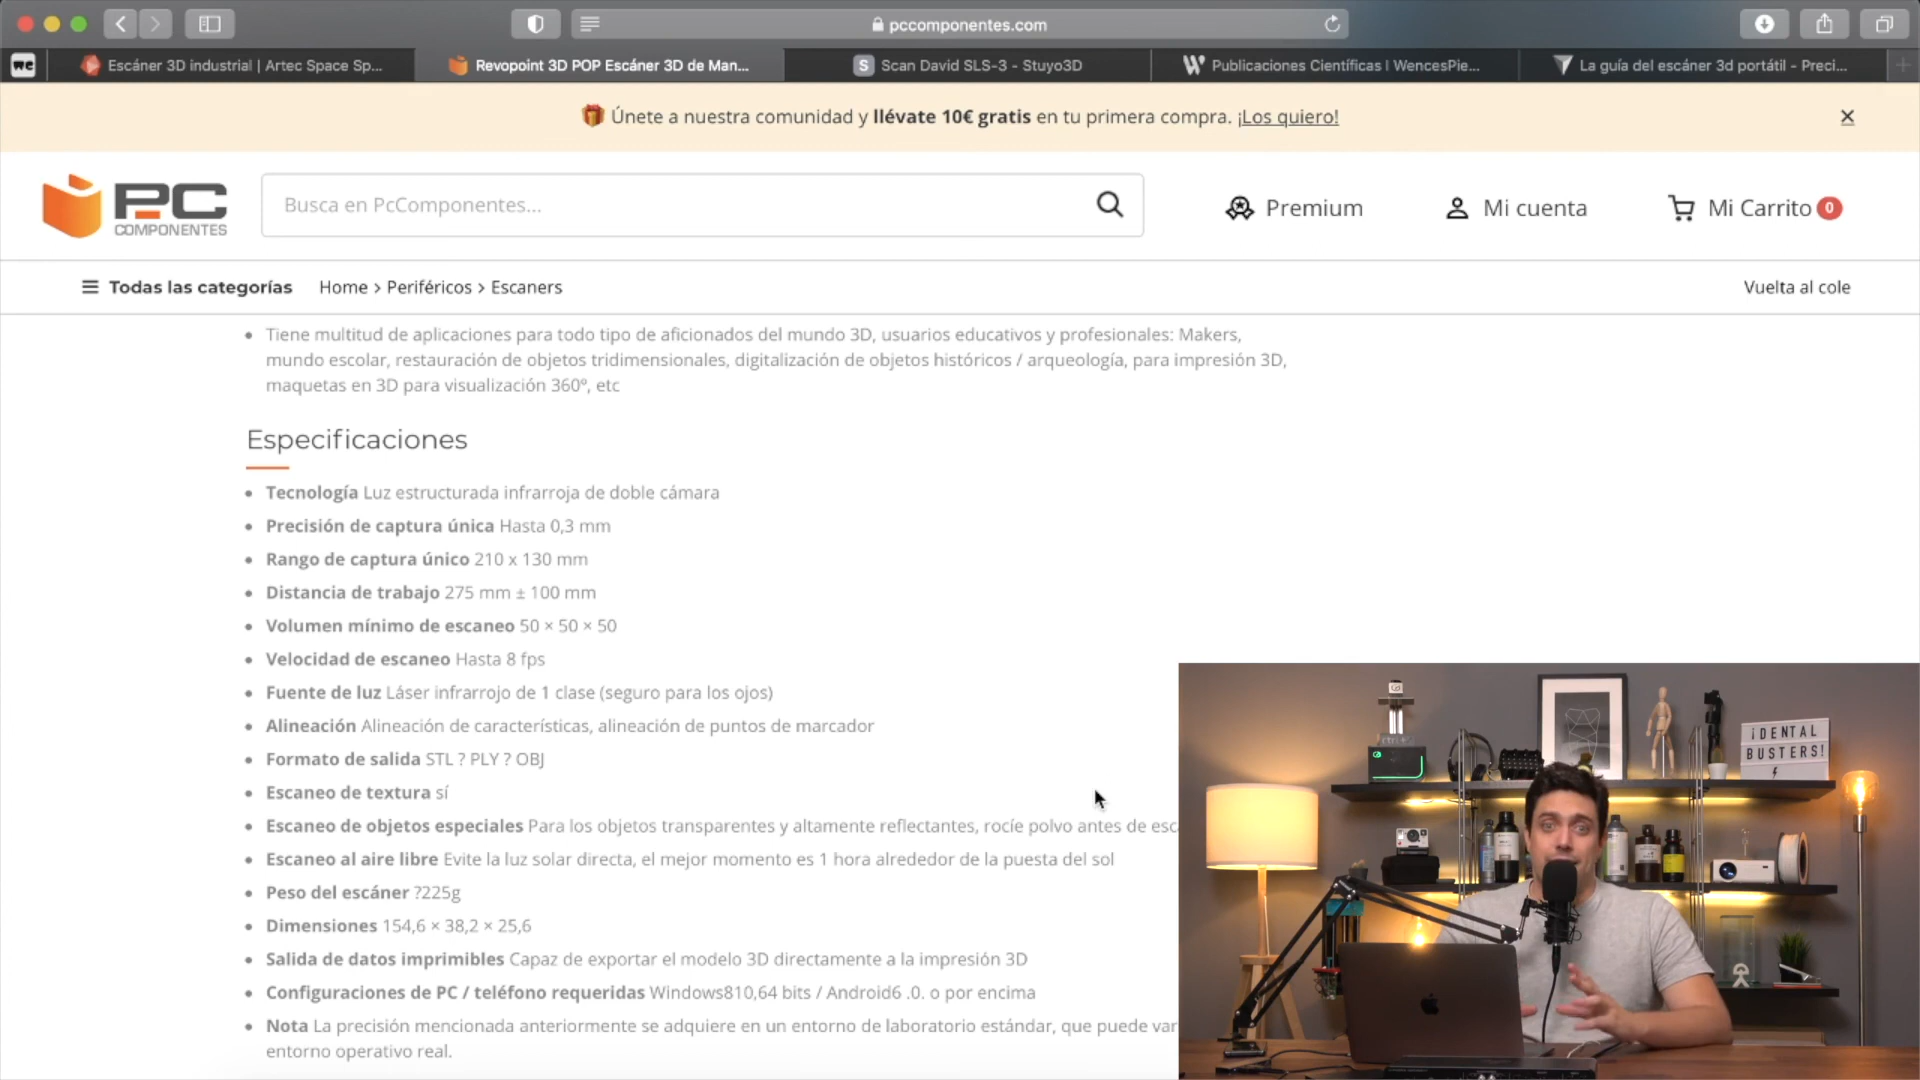 pccomponentes.com
we
Escáner 3D industrial | Artec Space Sp...
Revopoint 3D POP Escáner 3D de Man...
S Scan David SLS-3 - Stuyo3D
Publicaciones Científicas | WencesPie...
La guía del escáner 3d portátil - Preci...
Únete a nuestra comunidad y llévate 10€ gratis en tu primera compra. ¡Los quiero!
PC
COMPONENTES
Busca en PcComponentes...
Premium
Mi cuenta
Mi Carrito 0
Todas las categorías
Home > Periféricos > Escaners
Vuelta al cole
Tiene multitud de aplicaciones para todo tipo de aficionados del mundo 3D, usuarios educativos y profesionales: Makers,
mundo escolar, restauración de objetos tridimensionales, digitalización de objetos históricos / arqueología, para impresión 3D,
maquetas en 3D para visualización 360º, etc
Especificaciones
Tecnología Luz estructurada infrarroja de doble cámara
Precisión de captura única Hasta 0,3 mm
Rango de captura único 210 x 130 mm
Distancia de trabajo 275 mm ± 100 mm
Volumen mínimo de escaneo 50 × 50 × 50
Velocidad de escaneo Hasta 8 fps
Fuente de luz Láser infrarrojo de 1 clase (seguro para los ojos)
Alineación Alineación de características, alineación de puntos de marcador
Formato de salida STL ? PLY ? OBJ
Escaneo de textura sí
Escaneo de objetos especiales Para los objetos transparentes y altamente reflectantes, rocíe polvo antes de esc
Escaneo al aire libre Evite la luz solar directa, el mejor momento es 1 hora alrededor de la puesta del sol
Peso del escáner ?225g
Dimensiones 154,6 × 38,2 × 25,6
Salida de datos imprimibles Capaz de exportar el modelo 3D directamente a la impresión 3D
Configuraciones de PC / teléfono requeridas Windows810,64 bits / Android6 .0. o por encima
Nota La precisión mencionada anteriormente se adquiere en un entorno de laboratorio estándar, que puede var
entorno operativo real.
¡DENTAL
BUSTERS!